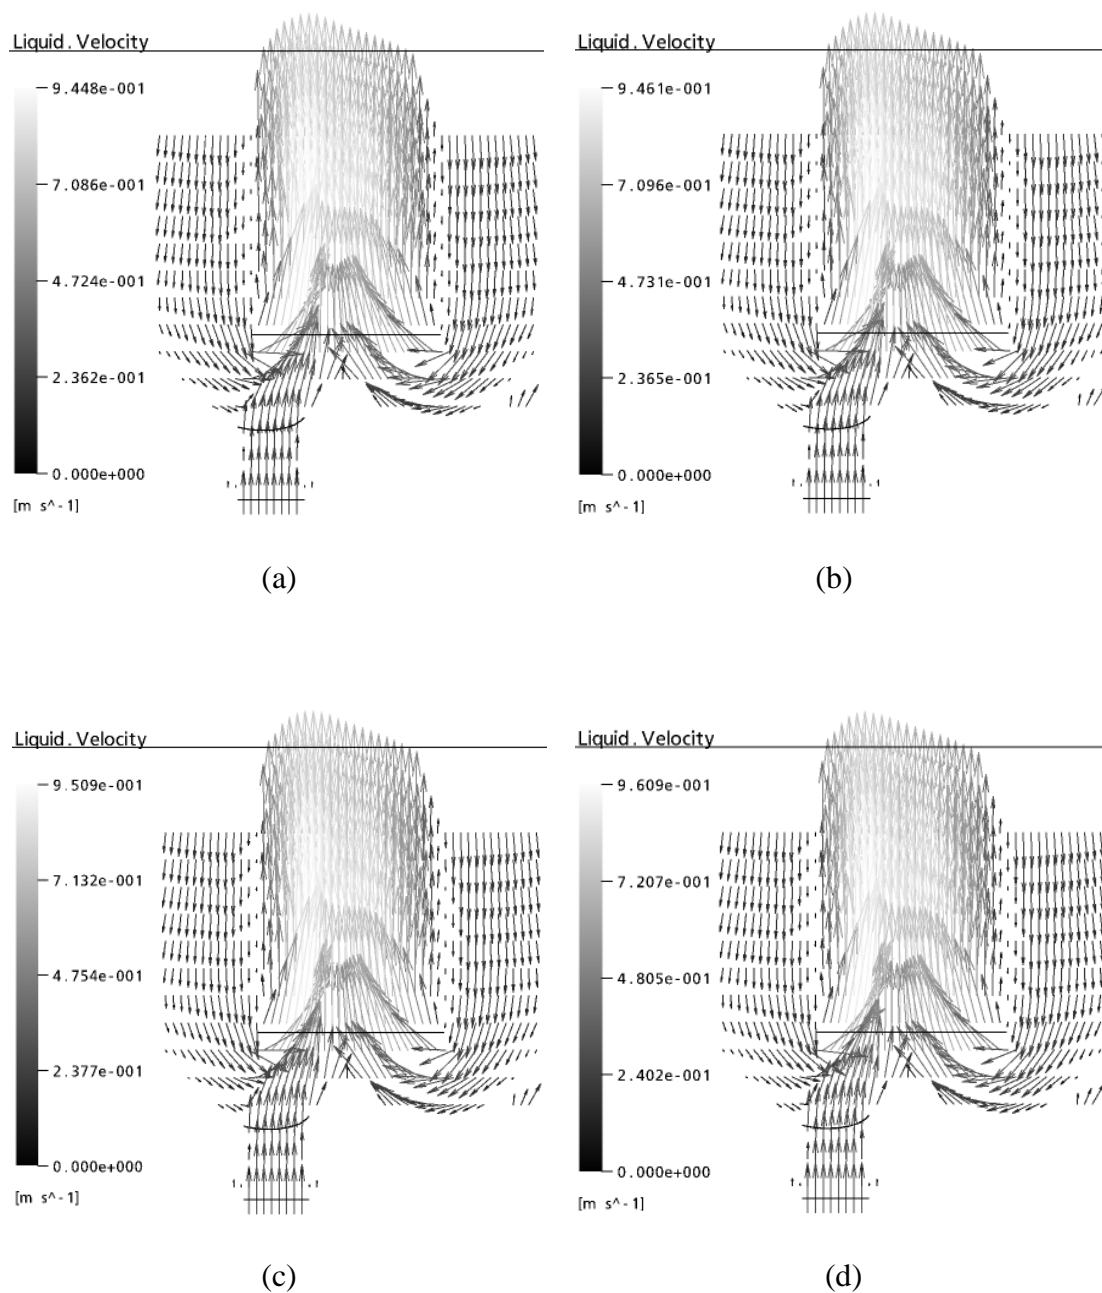 Liquid.Velocity
9.448e-001
7.086e-001
4.724e-001
2.362e-001
0.000e+000
[m s^-1]
(a)
Liquid.Velocity
9.461e-001
7.096e-001
4.731e-001
2.365e-001
0.000e+000
[m s^-1]
(b)
Liquid.Velocity
9.509e-001
7.132e-001
4.754e-001
2.377e-001
0.000e+000
[m s^-1]
(c)
Liquid.Velocity
9.609e-001
7.207e-001
4.805e-001
2.402e-001
0.000e+000
[m s^-1]
(d)